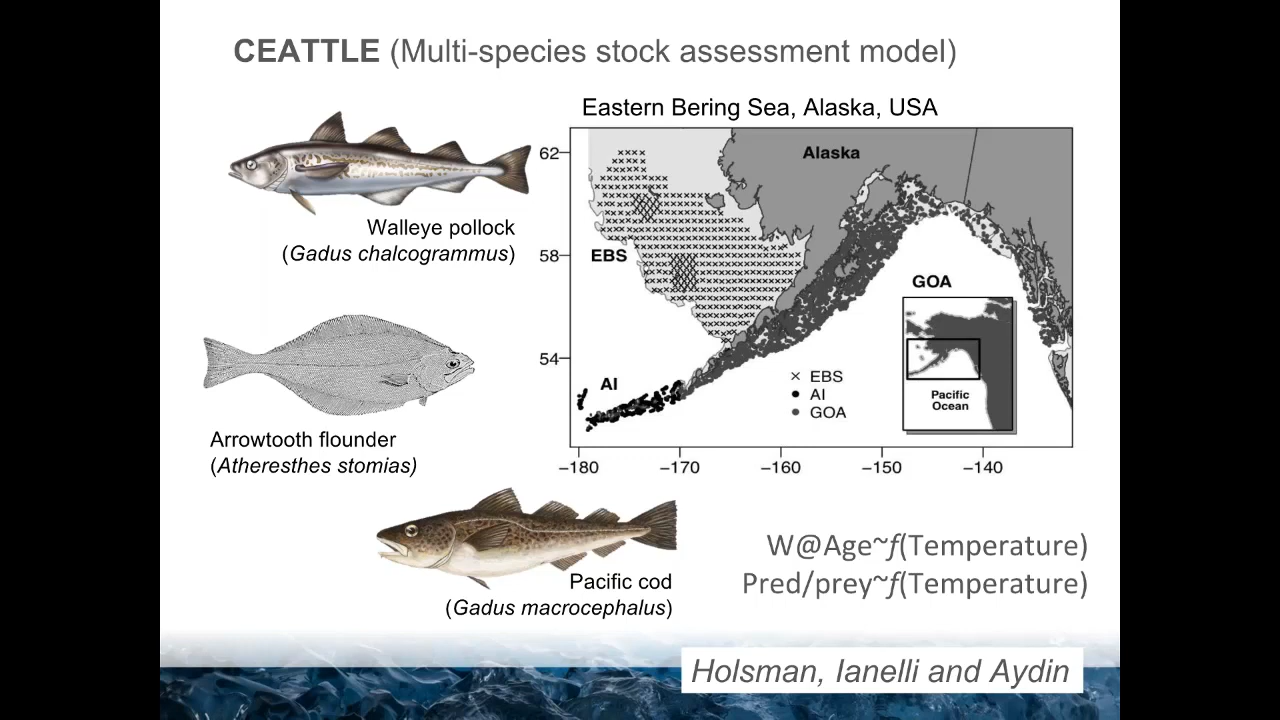 CEATTLE (Multi-species stock assessment model)
Eastern Bering Sea, Alaska, USA
Walleye pollock
(Gadus chalcogrammus)
Arrowtooth flounder
(Atheresthes stomias)
Pacific cod
(Gadus macrocephalus)
62
58
54
Alaska
EBS
GOA
AI
× EBS
● AI
● GOA
Pacific
Ocean
−180 −170 −160 −150 −140
W@Age~f(Temperature)
Pred/prey~f(Temperature)
Holsman, Ianelli and Aydin